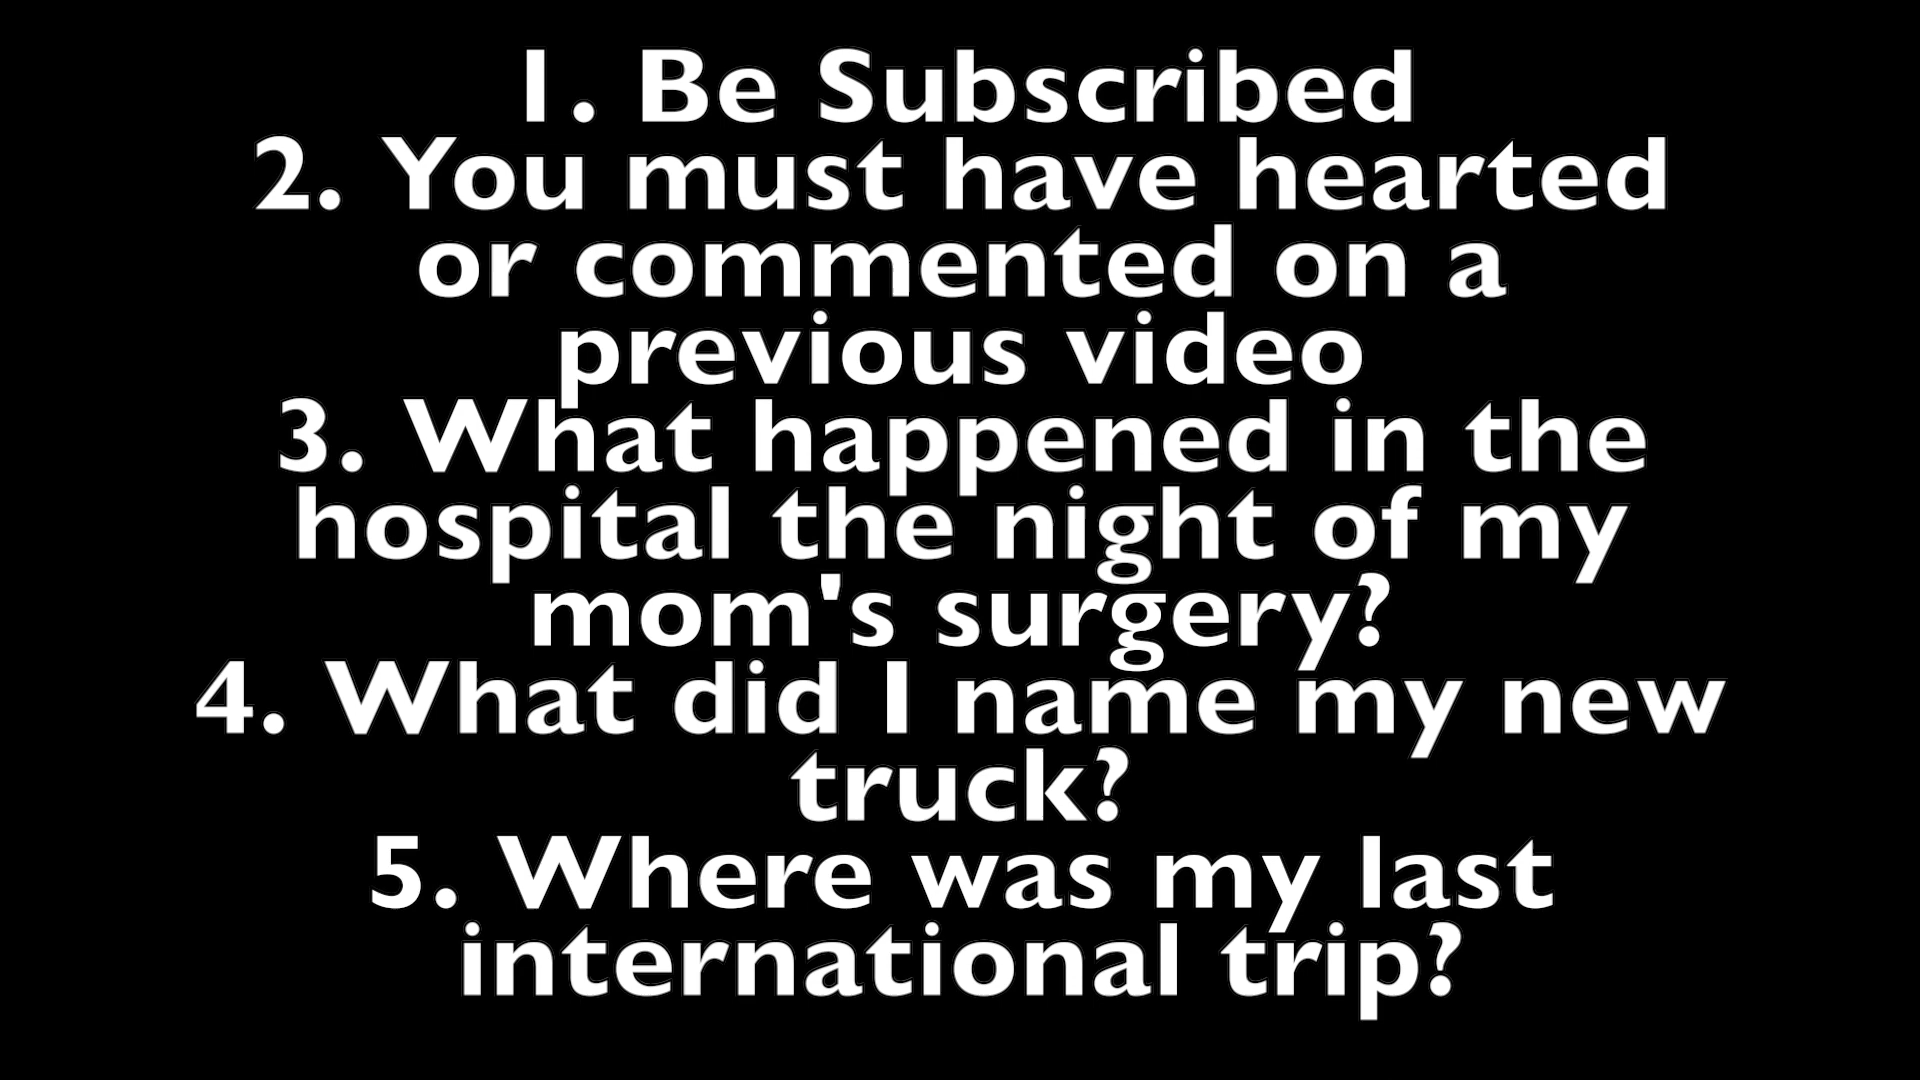 1. Be Subscribed
2. You must have hearted
or commented on a
previous video
3. What happened in the
hospital the night of my
mom's surgery?
4. What did I name my new
truck?
5. Where was my last
international trip?